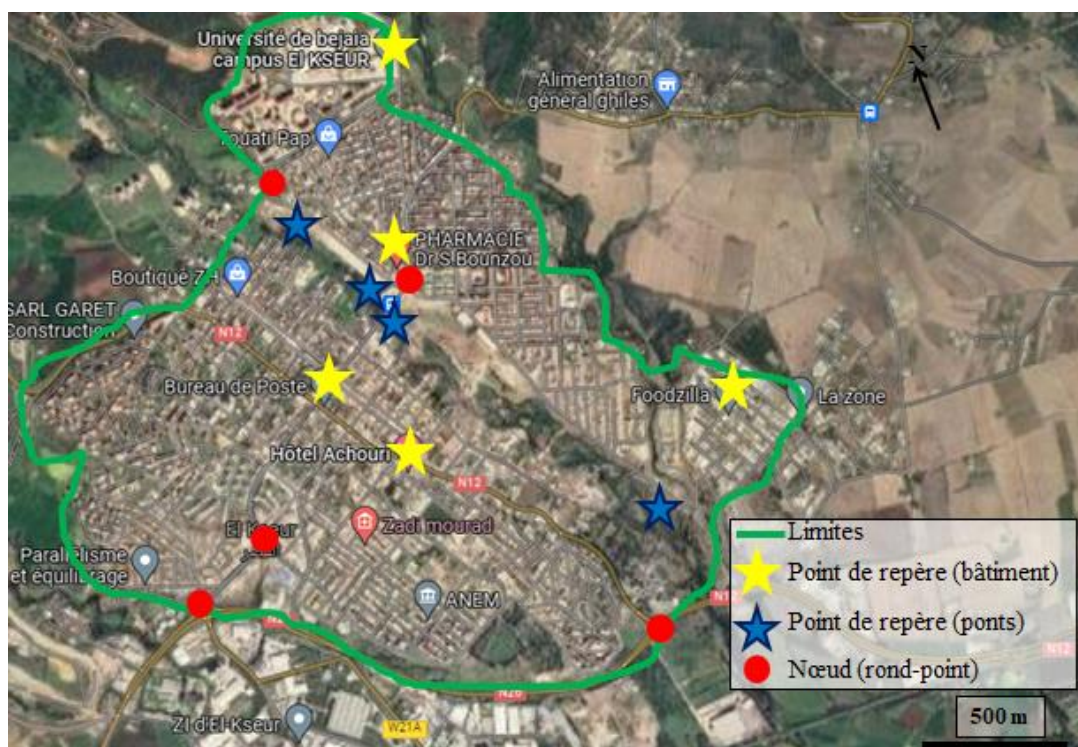 Université de bejaia
campus El KSEUR
Alimentation
général ghiles
N
Touati Pap
PHARMACIE
Dr.S.Bounzou
Boutique ZH
SARL GARET
Construction
N12
Bureau de Poste
Foodzilla
La zone
Hôtel Achouri
N12
Zadi mourad
El Kseur
Parallélisme
et équilibrage
ANEM
N12
N12
N26
W21A
ZI d'El-Kseur
Limites
Point de repère (bâtiment)
Point de repère (ponts)
Nœud (rond-point)
500 m